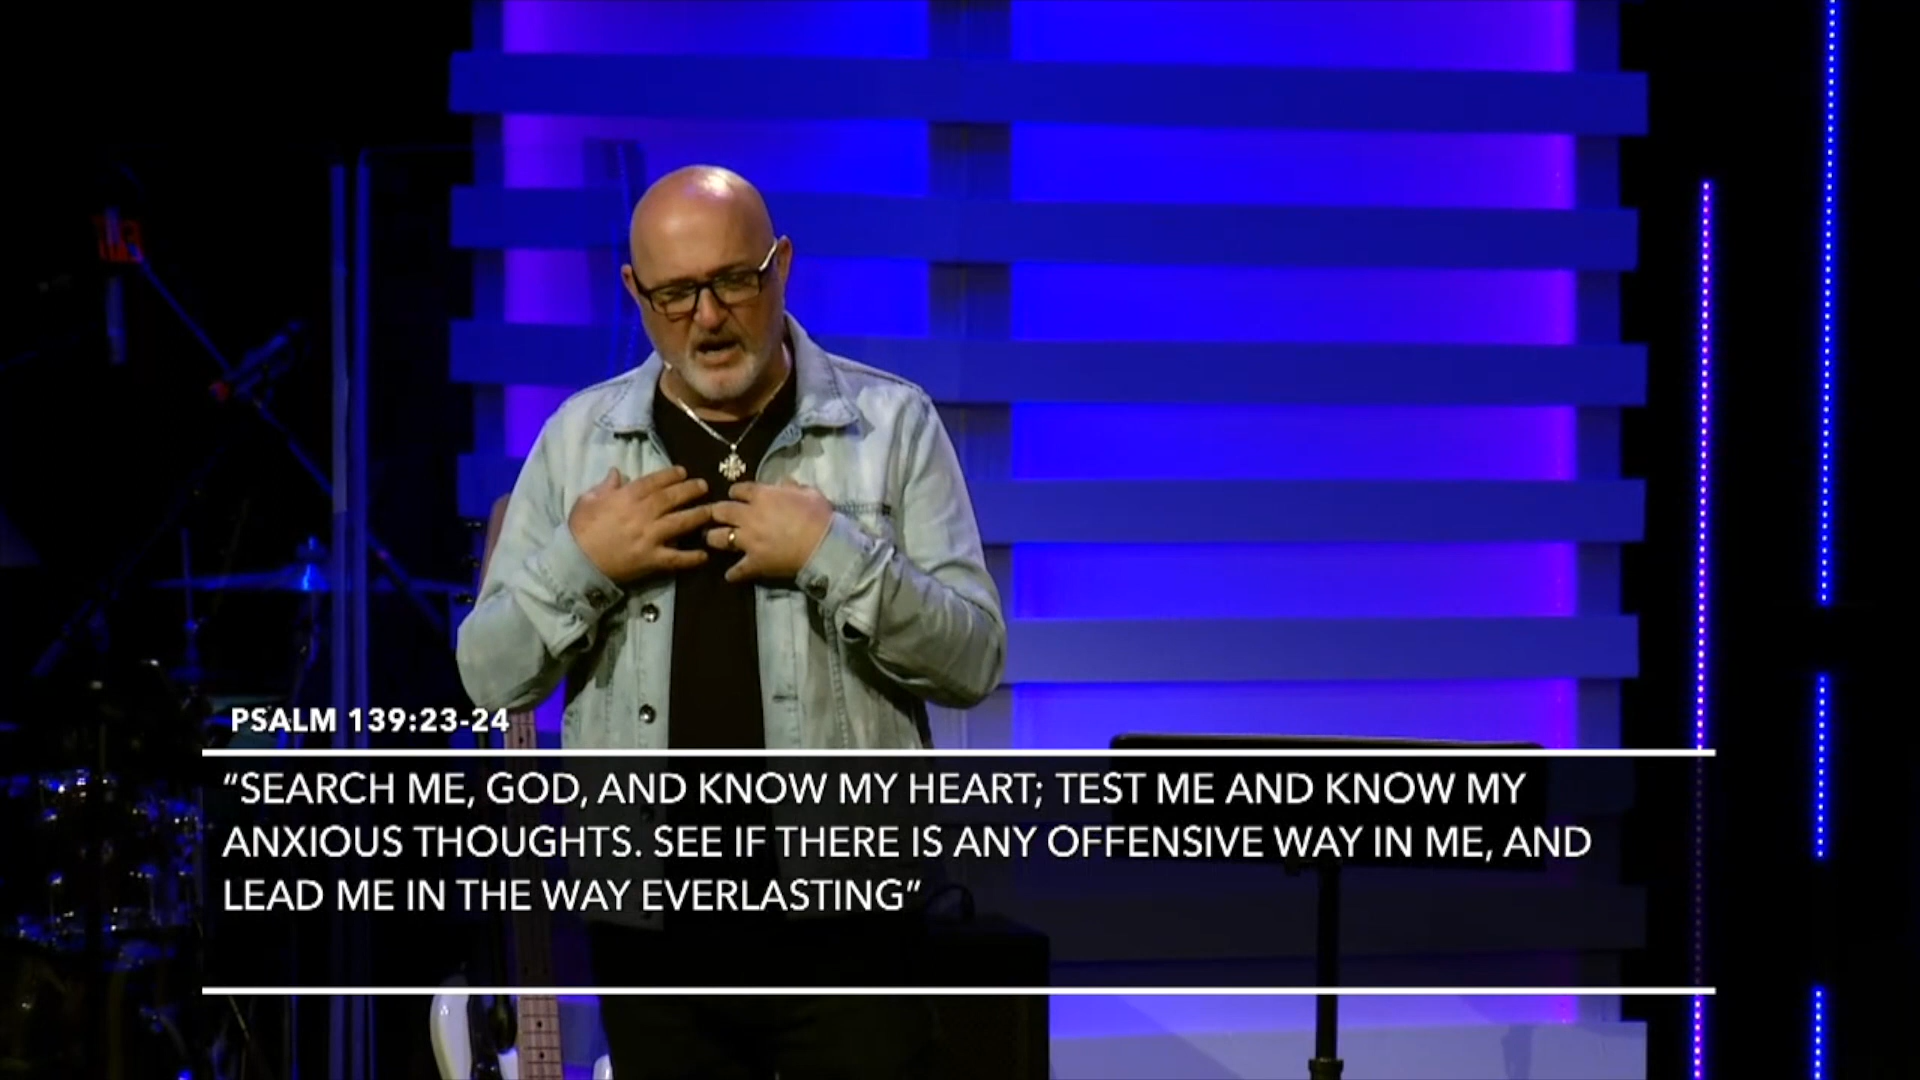 PSALM 139:23-24
“SEARCH ME, GOD, AND KNOW MY HEART; TEST ME AND KNOW MY
ANXIOUS THOUGHTS. SEE IF THERE IS ANY OFFENSIVE WAY IN ME, AND
LEAD ME IN THE WAY EVERLASTING”